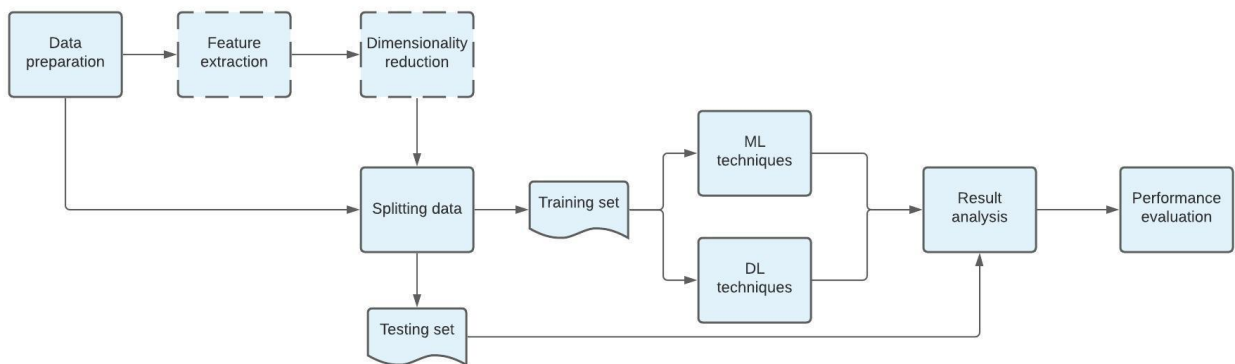 Data
preparation
Feature
extraction
Dimensionality
reduction
ML
techniques
Splitting data
Training set
Result
analysis
Performance
evaluation
DL
techniques
Testing set